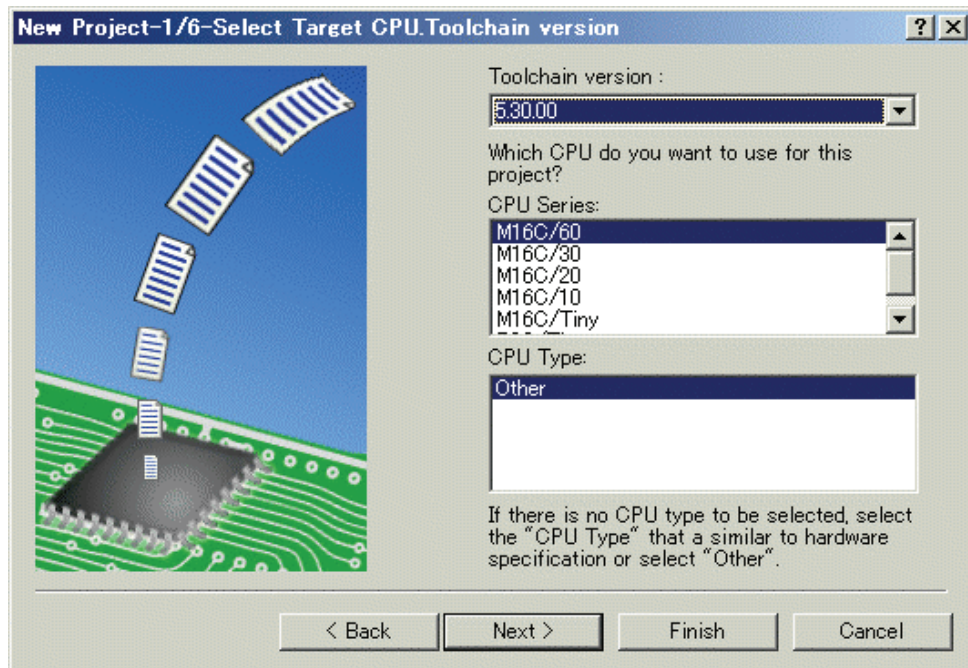 New Project-1/6-Select Target CPU.Toolchain version
Toolchain version :
5.30.00
Which CPU do you want to use for this
project?
CPU Series:
M16C/60
M16C/30
M16C/20
M16C/10
M16C/Tiny
CPU Type:
Other
If there is no CPU type to be selected, select
the "CPU Type" that a similar to hardware
specification or select "Other".
< Back
Next >
Finish
Cancel